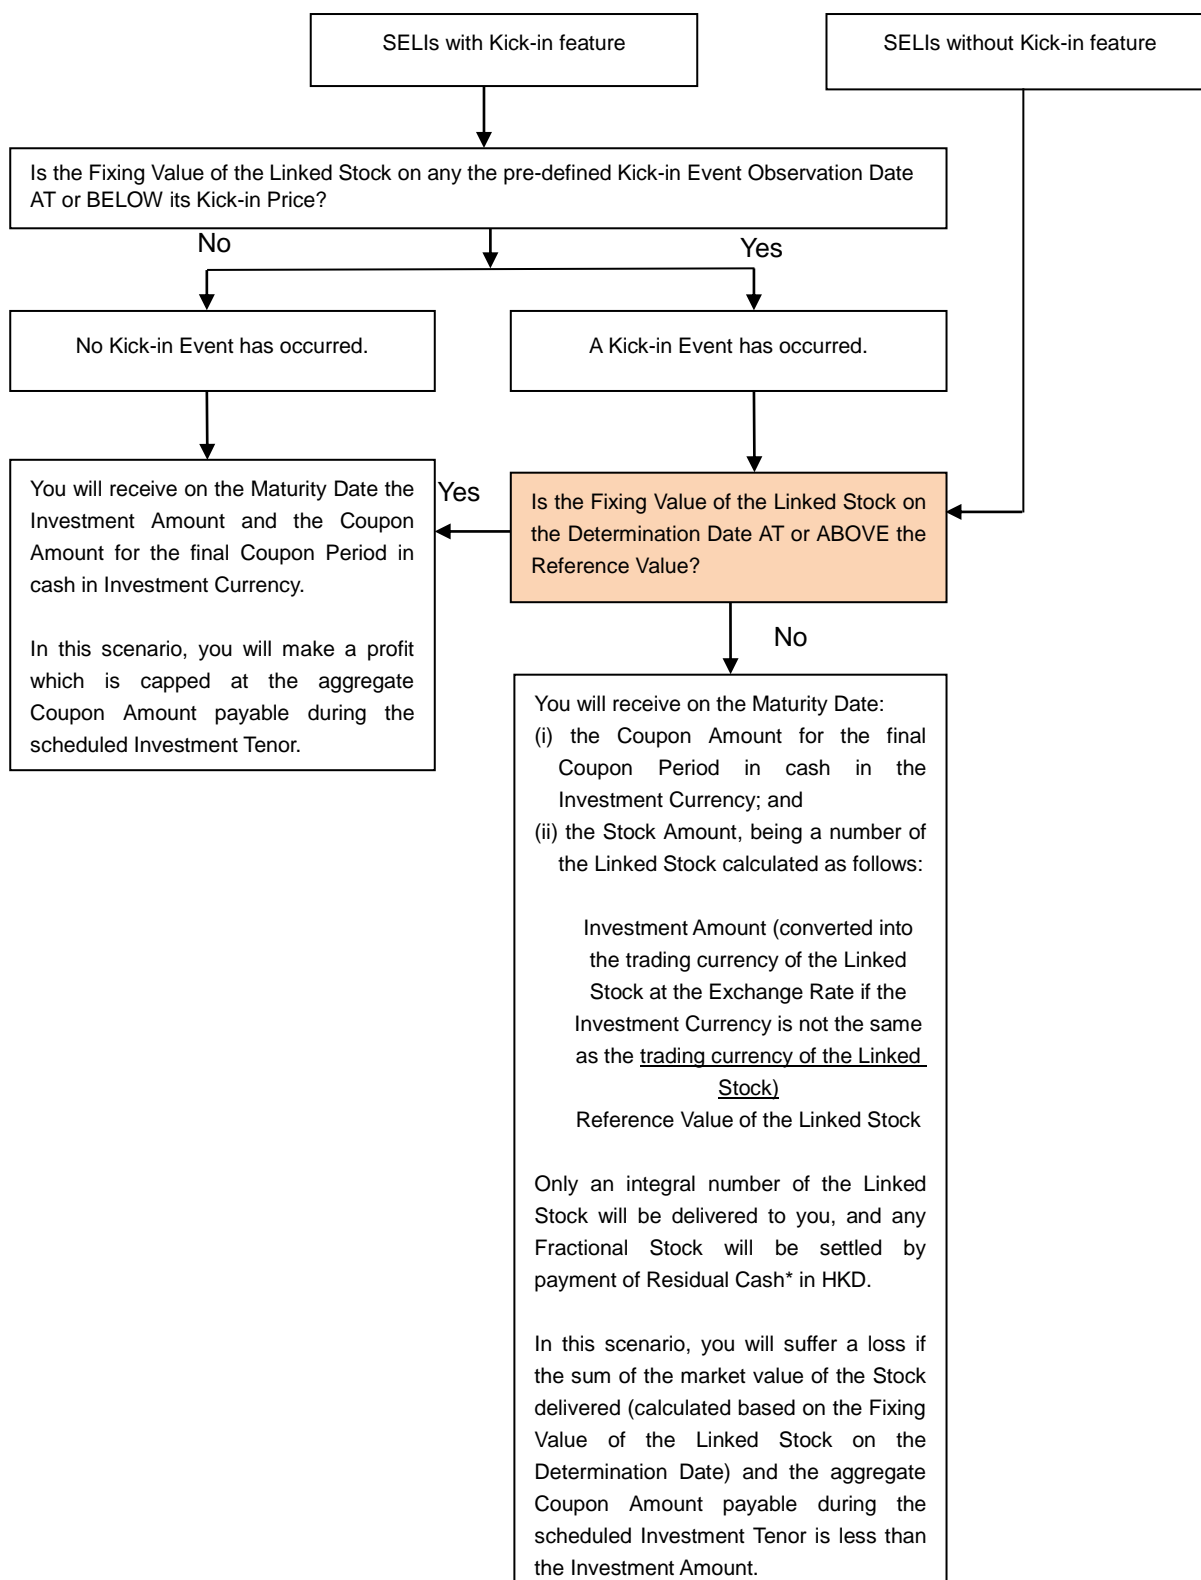 SELIs with Kick-in feature
SELIs without Kick-in feature
Is the Fixing Value of the Linked Stock on any the pre-defined Kick-in Event Observation Date
AT or BELOW its Kick-in Price?
No
Yes
No Kick-in Event has occurred.
A Kick-in Event has occurred.
You will receive on the Maturity Date the
Investment Amount and the Coupon
Amount for the final Coupon Period in
cash in Investment Currency.
In this scenario, you will make a profit
which is capped at the aggregate
Coupon Amount payable during the
scheduled Investment Tenor.
Yes
Is the Fixing Value of the Linked Stock on
the Determination Date AT or ABOVE the
Reference Value?
No
You will receive on the Maturity Date:
(i) the Coupon Amount for the final
Coupon Period in cash in the
Investment Currency; and
(ii) the Stock Amount, being a number of
the Linked Stock calculated as follows:
Investment Amount (converted into
the trading currency of the Linked
Stock at the Exchange Rate if the
Investment Currency is not the same
as the trading currency of the Linked
Stock)
Reference Value of the Linked Stock
Only an integral number of the Linked
Stock will be delivered to you, and any
Fractional Stock will be settled by
payment of Residual Cash* in HKD.
In this scenario, you will suffer a loss if
the sum of the market value of the Stock
delivered (calculated based on the Fixing
Value of the Linked Stock on the
Determination Date) and the aggregate
Coupon Amount payable during the
scheduled Investment Tenor is less than
the Investment Amount.